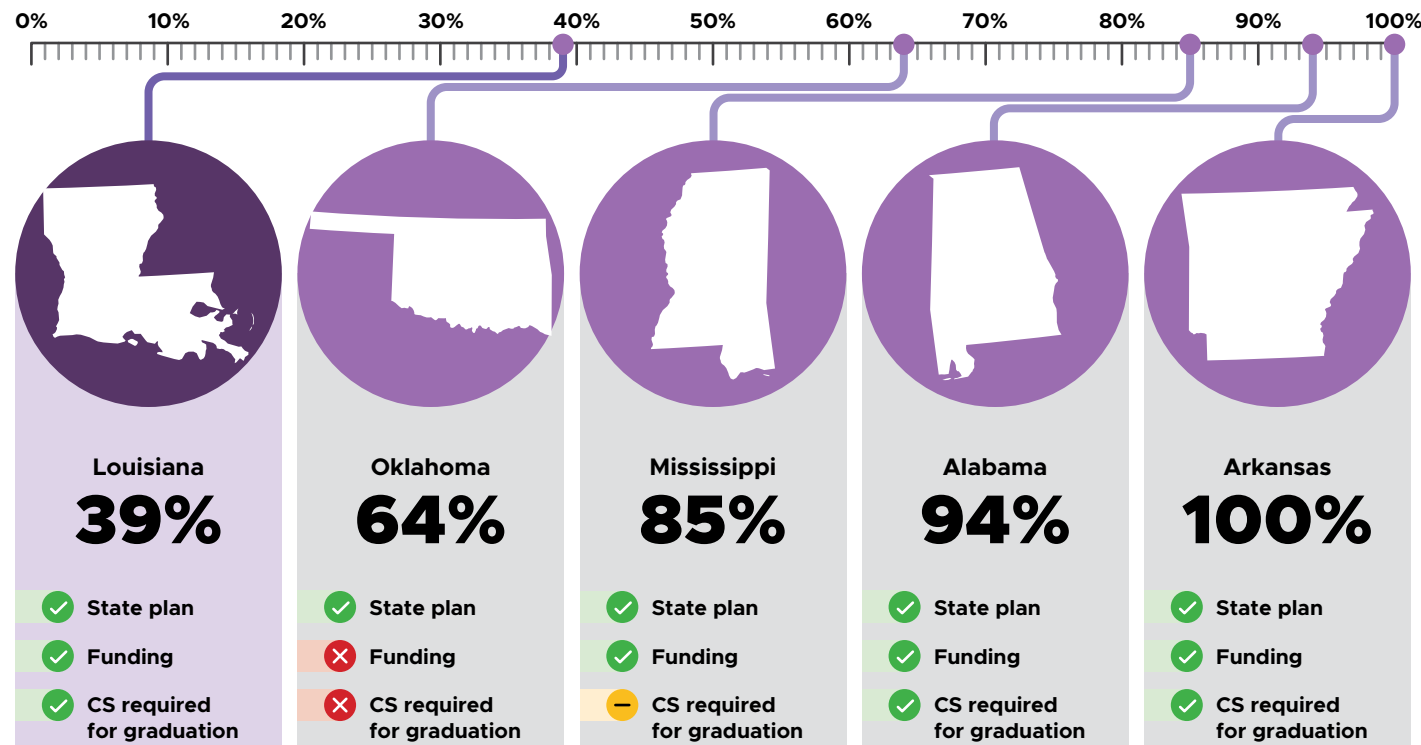 0% 10% 20% 30% 40% 50% 60% 70% 80% 90% 100%
Louisiana
39%
State plan
Funding
CS required
for graduation
Oklahoma
64%
State plan
Funding
CS required
for graduation
Mississippi
85%
State plan
Funding
CS required
for graduation
Alabama
94%
State plan
Funding
CS required
for graduation
Arkansas
100%
State plan
Funding
CS required
for graduation